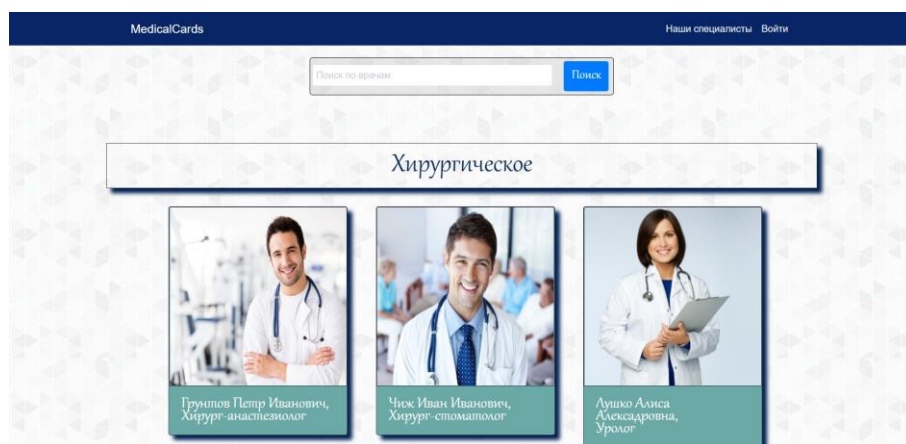 MedicalCards
Наши специалисты Войти
Поиск по врачам
Поиск
Хирургическое
Грунтов Петр Иванович,
Хирург-анастезиолог
Чиж Иван Иванович,
Хирург-стоматолог
Лушко Алиса
Алексадровна,
Уролог